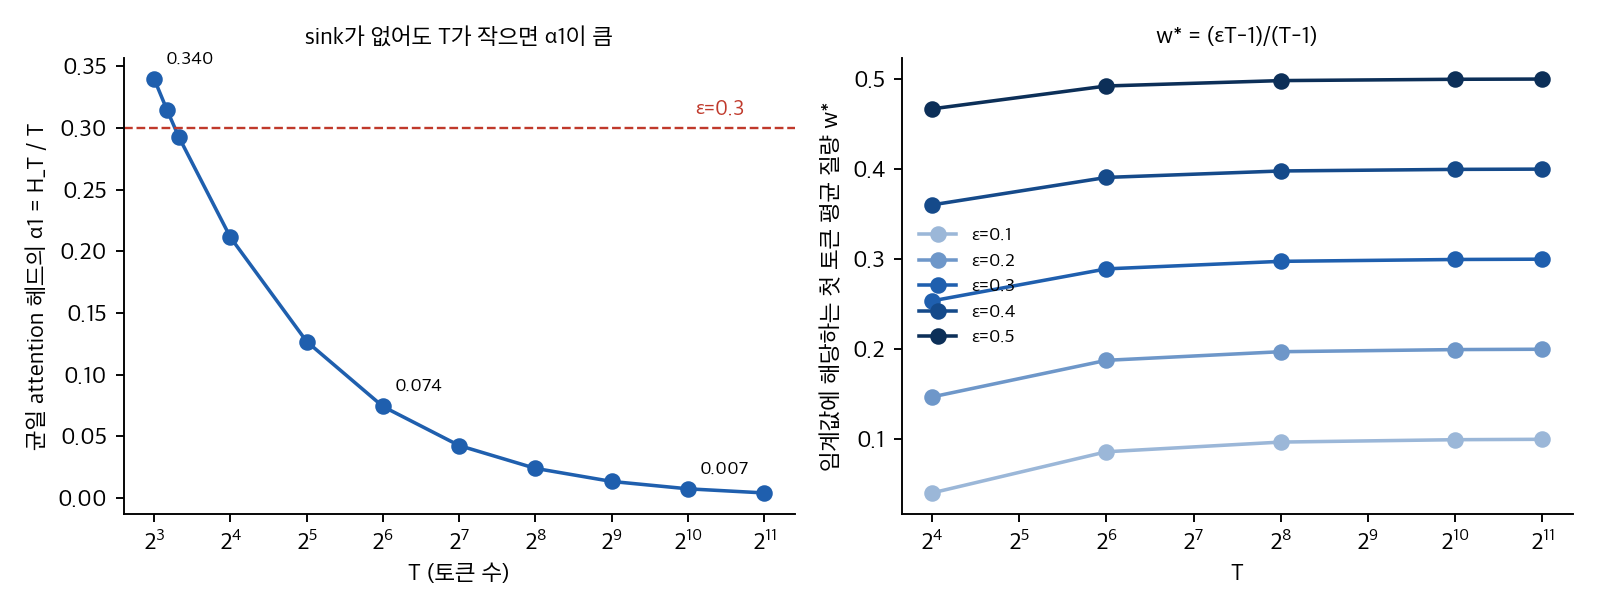 sink가 없어도 T가 작으면 α1이 큼
균일 attention 헤드의 α1 = H_T / T
0.35
0.30
0.25
0.20
0.15
0.10
0.05
0.00
0.340
ε=0.3
0.074
0.007
2³ 2⁴ 2⁵ 2⁶ 2⁷ 2⁸ 2⁹ 2¹⁰ 2¹¹
T (토큰 수)
w* = (εT−1)/(T−1)
임계값에 해당하는 첫 토큰 평균 질량 w*
0.5
0.4
0.3
0.2
0.1
ε=0.1
ε=0.2
ε=0.3
ε=0.4
ε=0.5
2⁴ 2⁵ 2⁶ 2⁷ 2⁸ 2⁹ 2¹⁰ 2¹¹
T